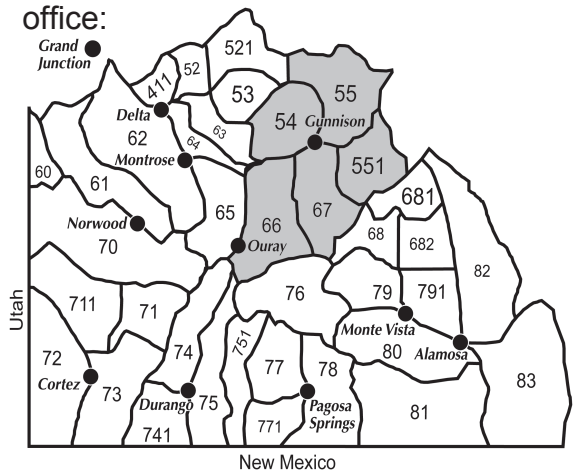 office:
Grand
Junction
521
52
411
55
53
54
Gunnison
Delta
62
63
64
Montrose
551
60
61
681
65
66
67
Norwood
70
Ouray
68
682
82
76
79
791
711
71
Monte Vista
Utah
751
74
77
78
80
Alamosa
72
Cortez
73
83
Durango
75
Pagosa
Springs
81
741
771
New Mexico